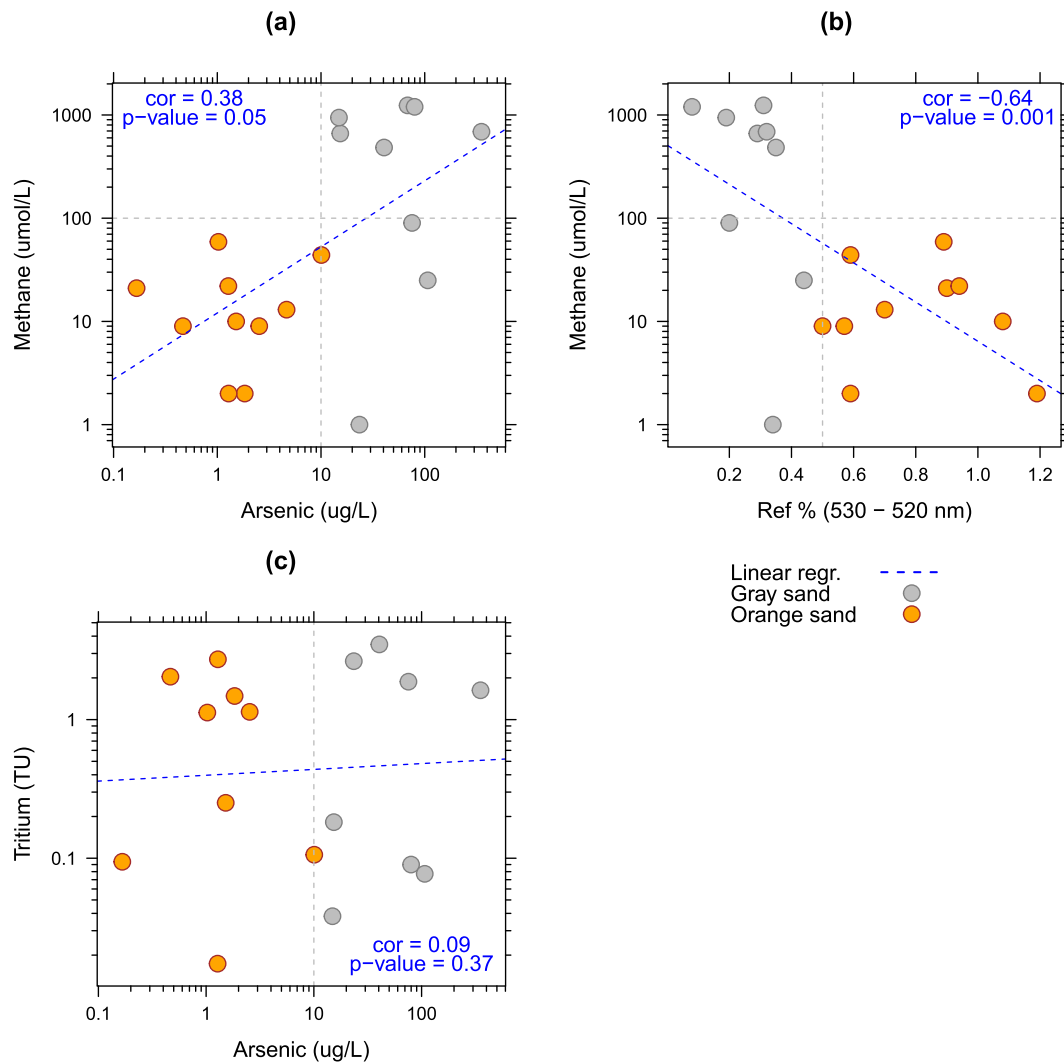 (a)
cor = 0.38
p−value = 0.05
1000
100
10
1
Methane (umol/L)
0.1 1 10 100
Arsenic (ug/L)
(b)
cor = −0.64
p−value = 0.001
1000
100
10
1
Methane (umol/L)
0.2 0.4 0.6 0.8 1.0 1.2
Ref % (530 − 520 nm)
(c)
1
0.1
Tritium (TU)
cor = 0.09
p−value = 0.37
0.1 1 10 100
Arsenic (ug/L)
Linear regr.
Gray sand
Orange sand